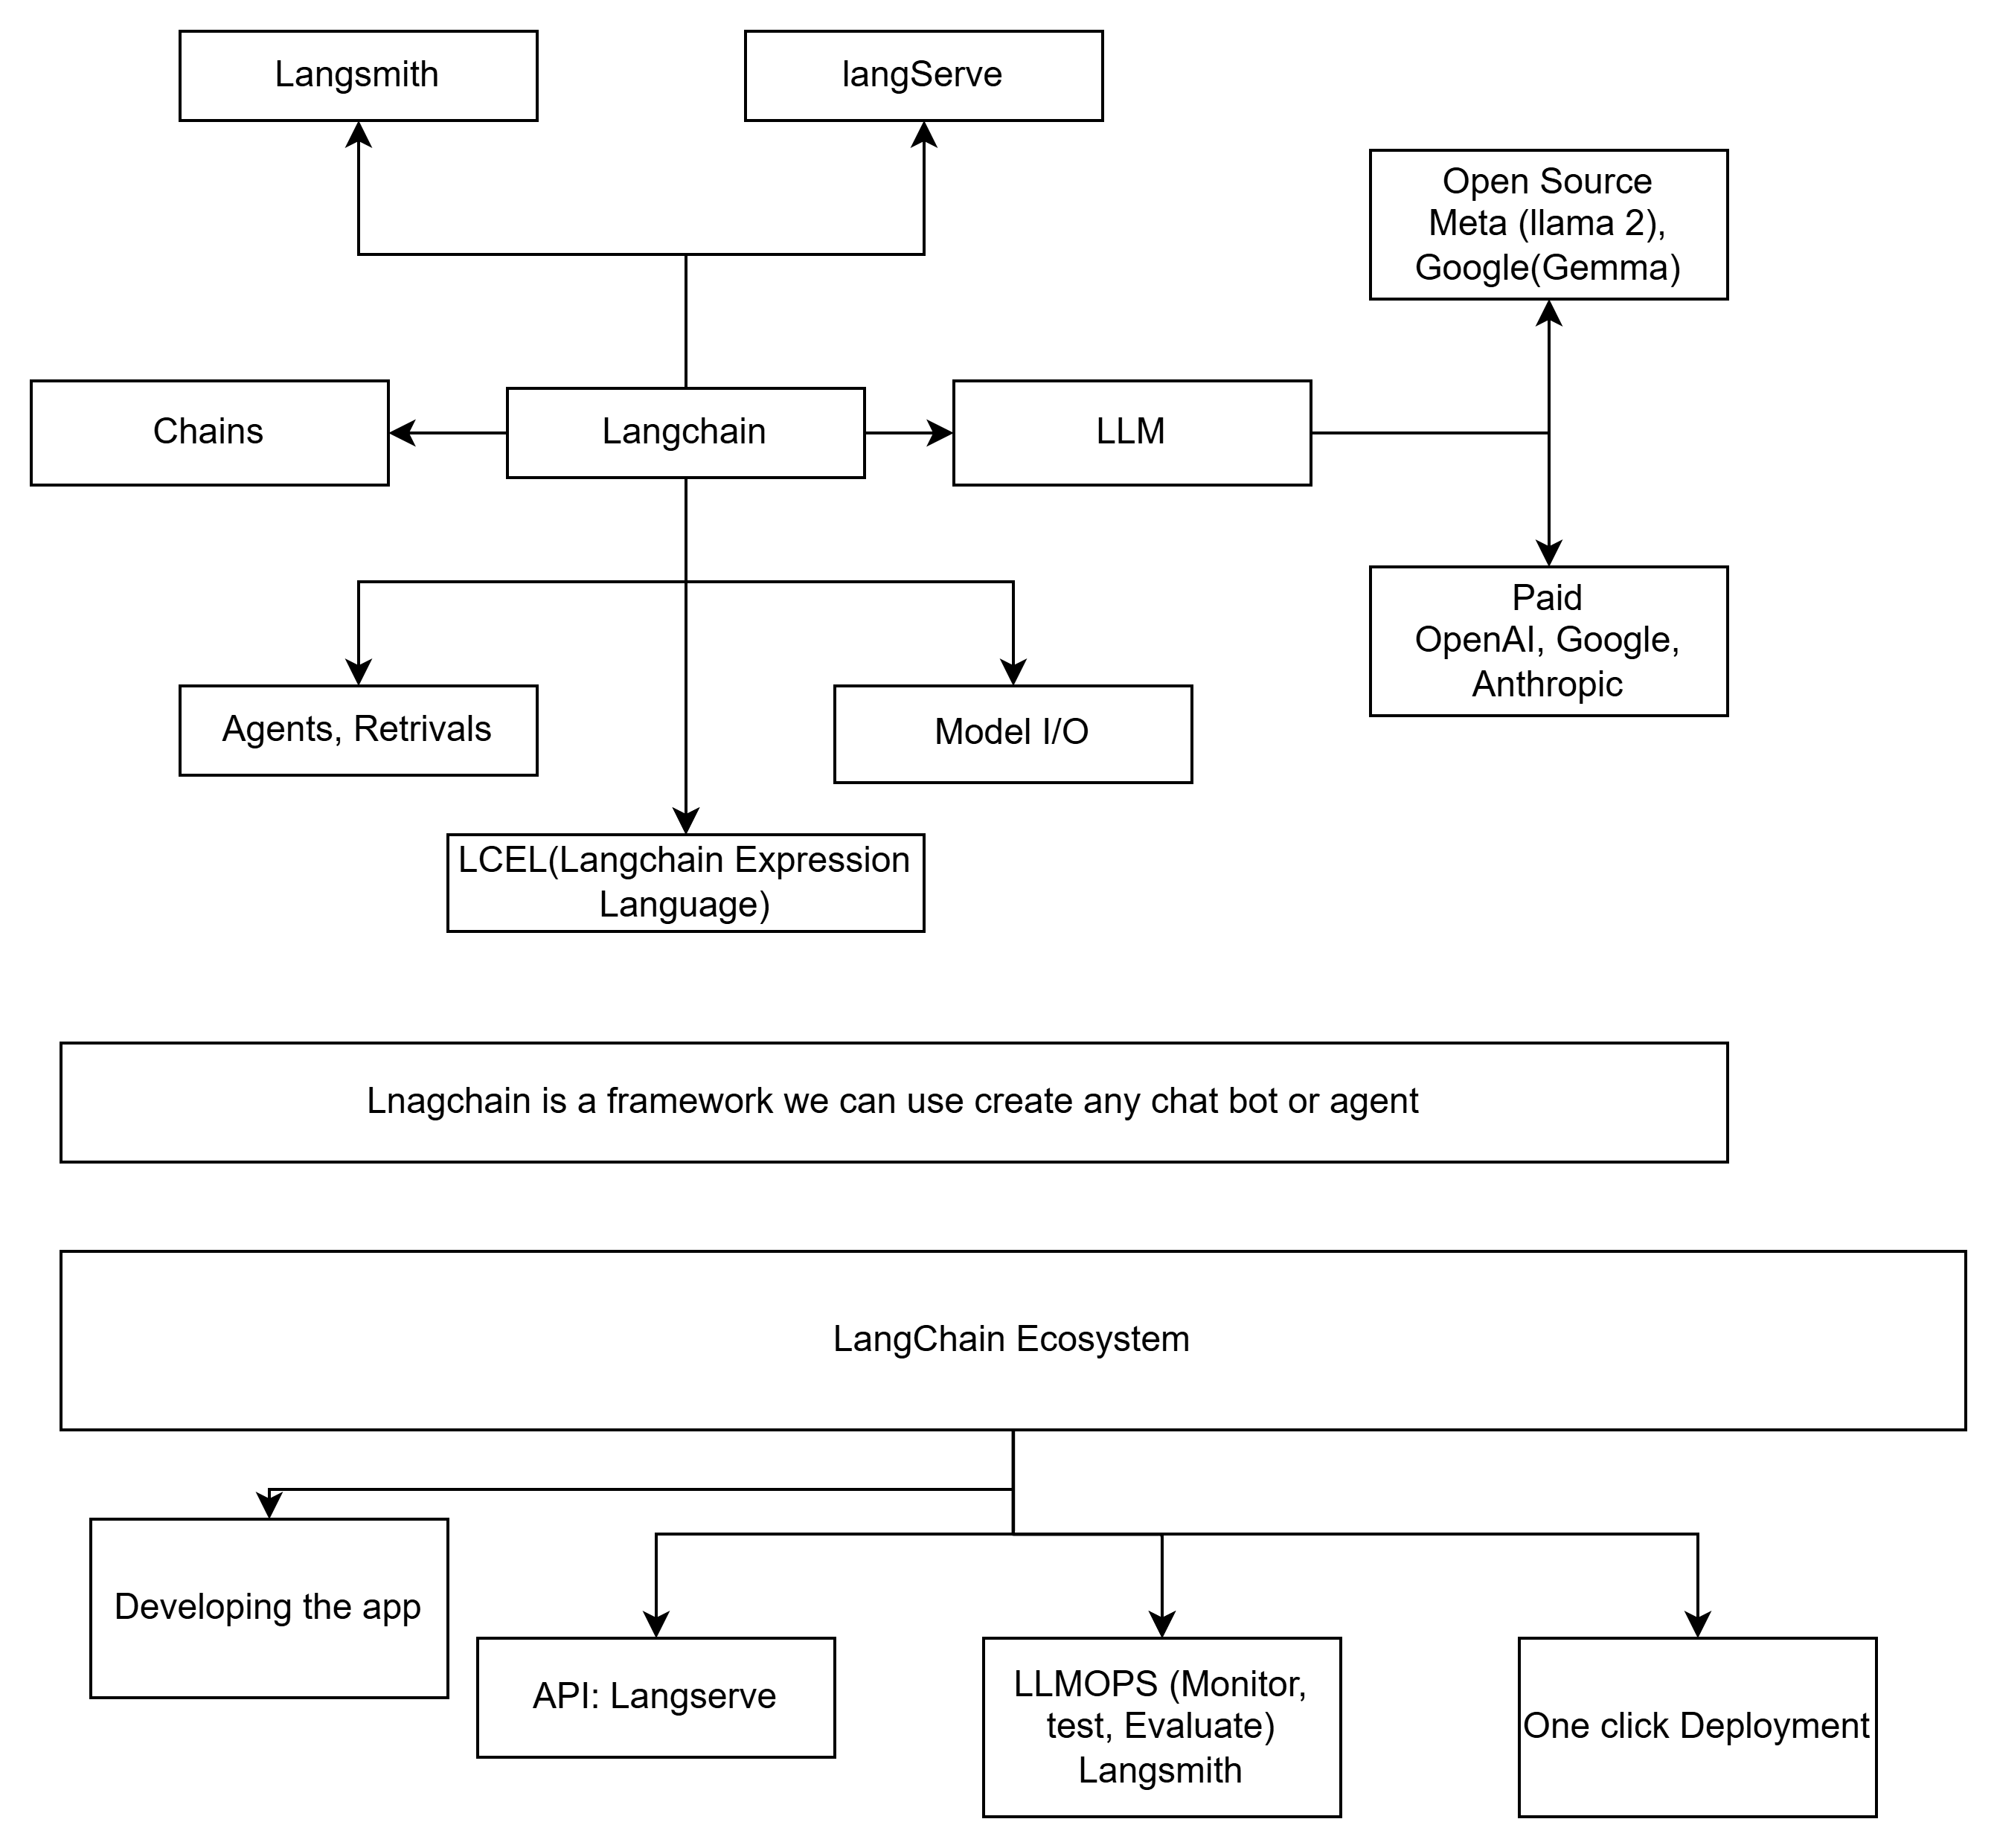 Langsmith
langServe
Open Source
Meta (llama 2),
Google(Gemma)
Chains
Langchain
LLM
Paid
OpenAI, Google,
Anthropic
Agents, Retrivals
Model I/O
LCEL(Langchain Expression
Language)
Lnagchain is a framework we can use create any chat bot or agent
LangChain Ecosystem
Developing the app
API: Langserve
LLMOPS (Monitor,
test, Evaluate)
Langsmith
One click Deployment